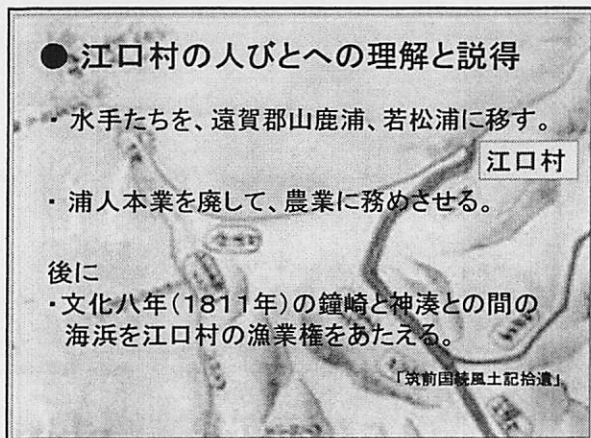 ● 江口村の人びとへの理解と説得
・ 水手たちを、遠賀郡山鹿浦、若松浦に移す。
江口村
・ 浦人本業を廃して、農業に務めさせる。
後に
・文化八年(1811年)の鐘崎と神湊との間の
海浜を江口村の漁業権をあたえる。
「筑前国続風土記拾遺」